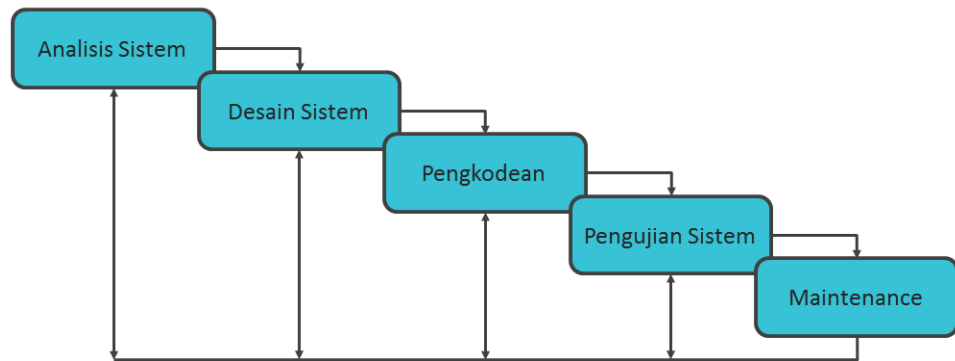 Analisis Sistem
Desain Sistem
Pengkodean
Pengujian Sistem
Maintenance